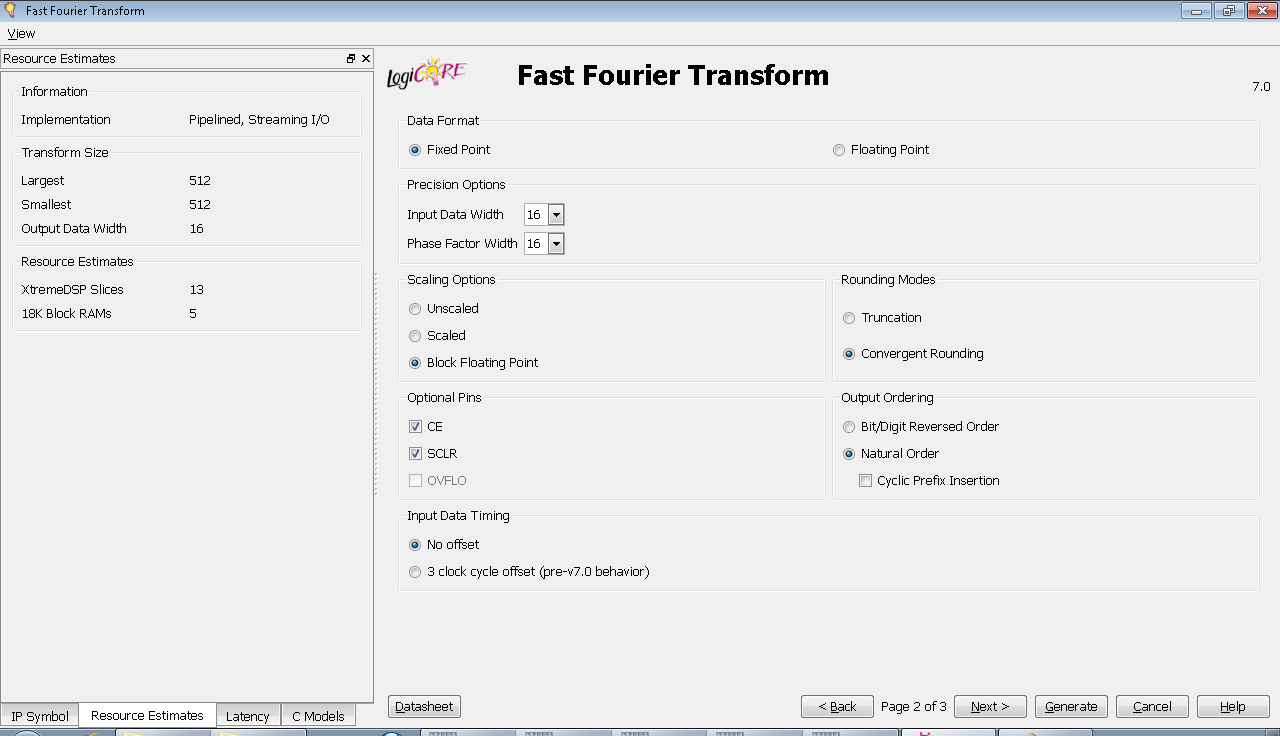 Fast Fourier Transform
View
Resource Estimates
Information
Implementation Pipelined, Streaming I/O
Transform Size
Largest 512
Smallest 512
Output Data Width 16
Resource Estimates
XtremeDSP Slices 13
18K Block RAMs 5
IP Symbol Resource Estimates Latency C Models
LogiCORE
Fast Fourier Transform
7.0
Data Format
Fixed Point Floating Point
Precision Options
Input Data Width 16
Phase Factor Width 16
Scaling Options
Unscaled
Scaled
Block Floating Point
Rounding Modes
Truncation
Convergent Rounding
Optional Pins
CE
SCLR
OVFLO
Output Ordering
Bit/Digit Reversed Order
Natural Order
Cyclic Prefix Insertion
Input Data Timing
No offset
3 clock cycle offset (pre-v7.0 behavior)
Datasheet < Back Page 2 of 3 Next > Generate Cancel Help